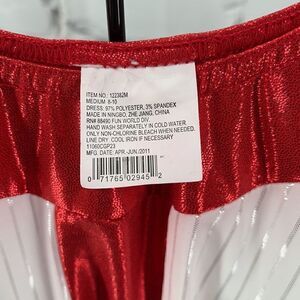 ITEM NO.: 122382M
MEDIUM 8-10
DRESS: 97% POLYESTER, 3% SPANDEX
MADE IN NINGBO, ZHE JIANG, CHINA
RN# 88490 FUN WORLD DIV.
HAND WASH SEPARATELY IN COLD WATER.
ONLY NON-CHLORINE BLEACH WHEN NEEDED.
LINE DRY. COOL IRON IF NECESSARY
11060CGP23
MFG. DATE: APR.-JUN./2011
0 71765 02945 2